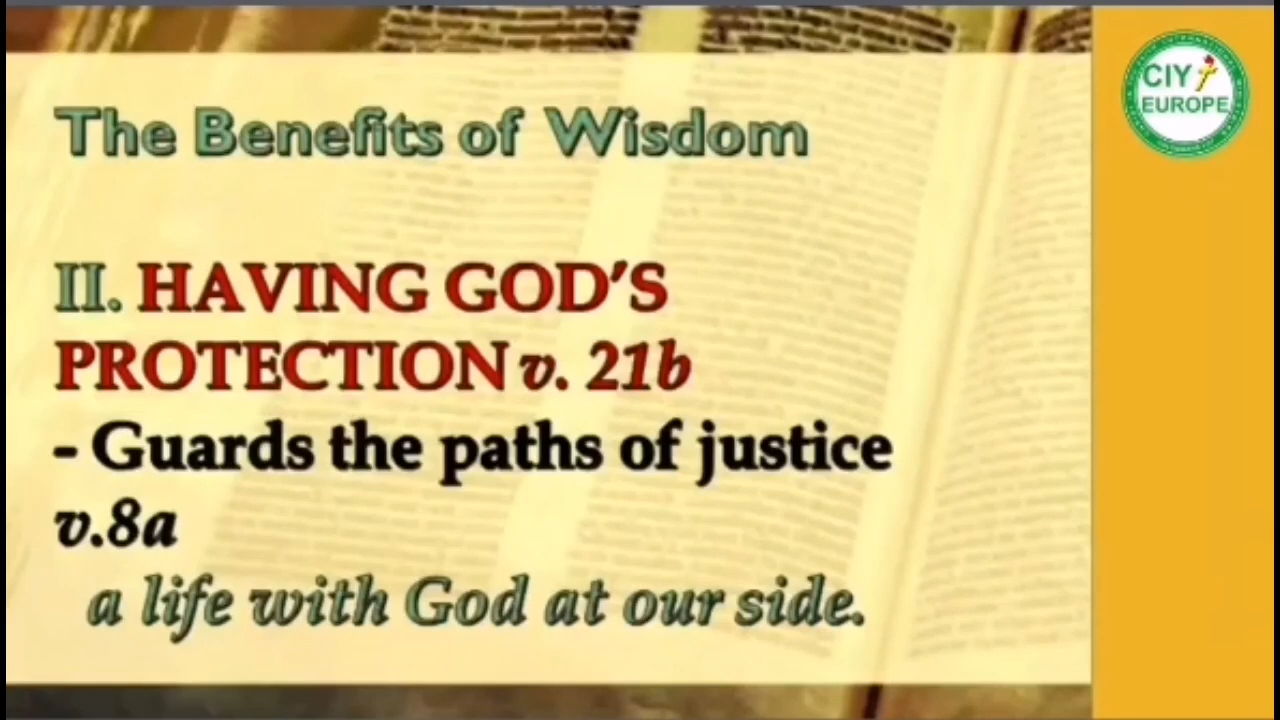 The Benefits of Wisdom
II. HAVING GOD'S
PROTECTION v. 21b
- Guards the paths of justice
v.8a
a life with God at our side.
CIY
EUROPE